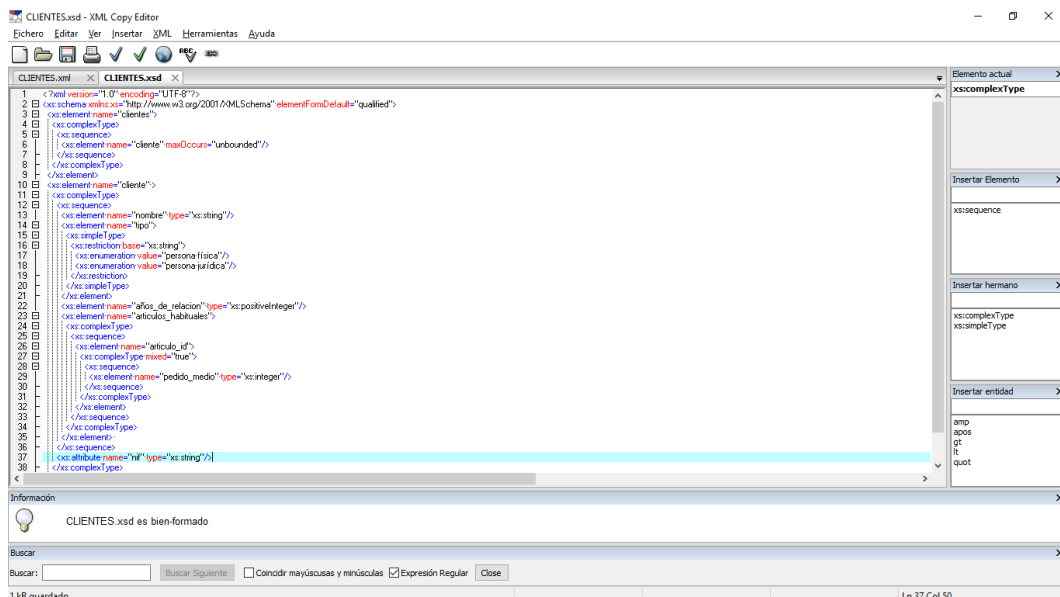 CLIENTES.xsd - XML Copy Editor
Fichero Editar Ver Insertar XML Herramientas Ayuda
ABC
CLIENTES.xml CLIENTES.xsd
1 <?xml version="1.0" encoding="UTF-8"?>
2 <xs:schema xmlns:xs="http://www.w3.org/2001/XMLSchema" elementFormDefault="qualified">
3 <xs:element name="clientes">
4 <xs:complexType>
5 <xs:sequence>
6 <xs:element name="cliente" maxOccurs="unbounded"/>
7 </xs:sequence>
8 </xs:complexType>
9 </xs:element>
10 <xs:element name="cliente" >
11 <xs:complexType>
12 <xs:sequence>
13 <xs:element name="nombre" type="xs:string"/>
14 <xs:element name="tipo">
15 <xs:simpleType>
16 <xs:restriction base="xs:string">
17 <xs:enumeration value="persona física"/>
18 <xs:enumeration value="persona jurídica"/>
19 </xs:restriction>
20 </xs:simpleType>
21 </xs:element>
22 <xs:element name="años_de_relacion" type="xs:positiveInteger"/>
23 <xs:element name="articulos_habituales">
24 <xs:complexType>
25 <xs:sequence>
26 <xs:element name="articulo_id">
27 <xs:complexType mixed="true">
28 <xs:sequence>
29 <xs:element name="pedido_medio" type="xs:integer"/>
30 </xs:sequence>
31 </xs:complexType>
32 </xs:element>
33 </xs:sequence>
34 </xs:complexType>
35 </xs:element>
36 </xs:sequence>
37 <xs:attribute name="nif" type="xs:string"/>
38 </xs:complexType>
Elemento actual
xs:complexType
Insertar Elemento
xs:sequence
Insertar hermano
xs:complexType
xs:simpleType
Insertar entidad
amp
apos
gt
lt
quot
Información
CLIENTES.xsd es bien-formado
Buscar
Buscar: Buscar Siguiente Coincidir mayúscusas y minúsculas Expresión Regular Close
1 kB guardado Ln 37 Col 50